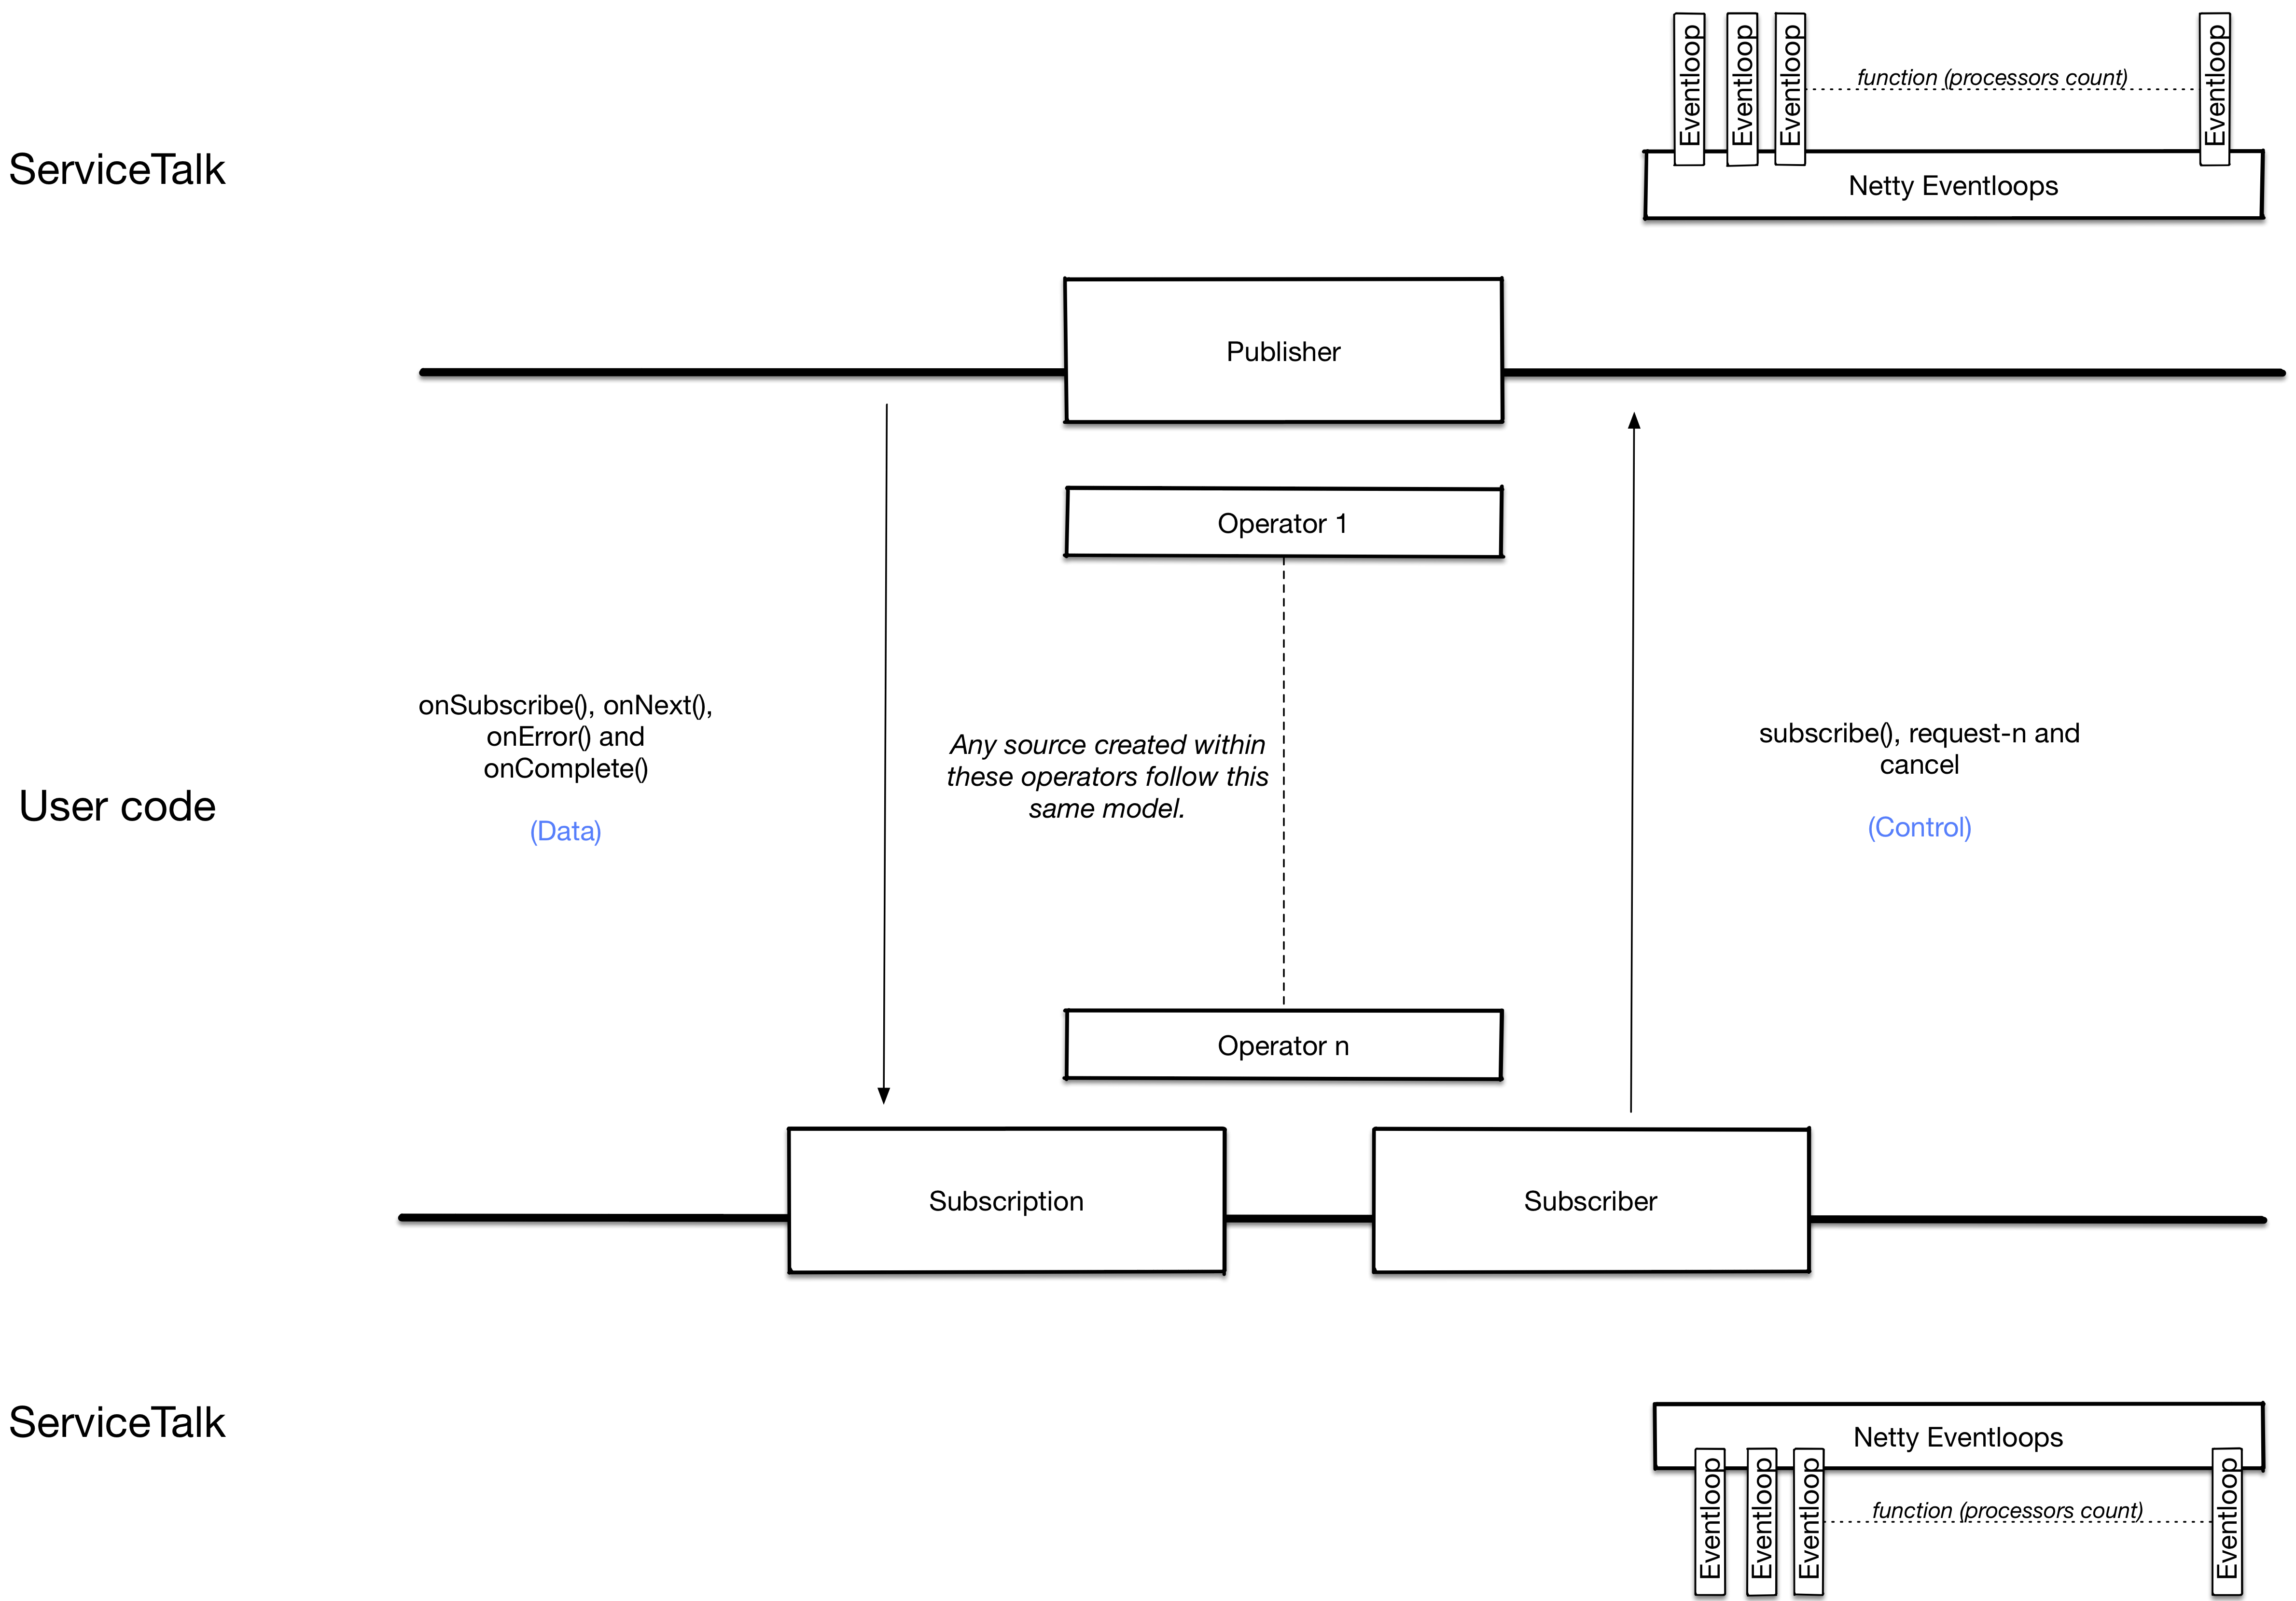 Eventloop
Eventloop
Eventloop
function (processors count)
Eventloop
ServiceTalk
Netty Eventloops
Publisher
Operator 1
onSubscribe(), onNext(),
onError() and
onComplete()
(Data)
Any source created within
these operators follow this
same model.
subscribe(), request-n and
cancel
(Control)
User code
Operator n
Subscription
Subscriber
ServiceTalk
Netty Eventloops
Eventloop
Eventloop
Eventloop
function (processors count)
Eventloop